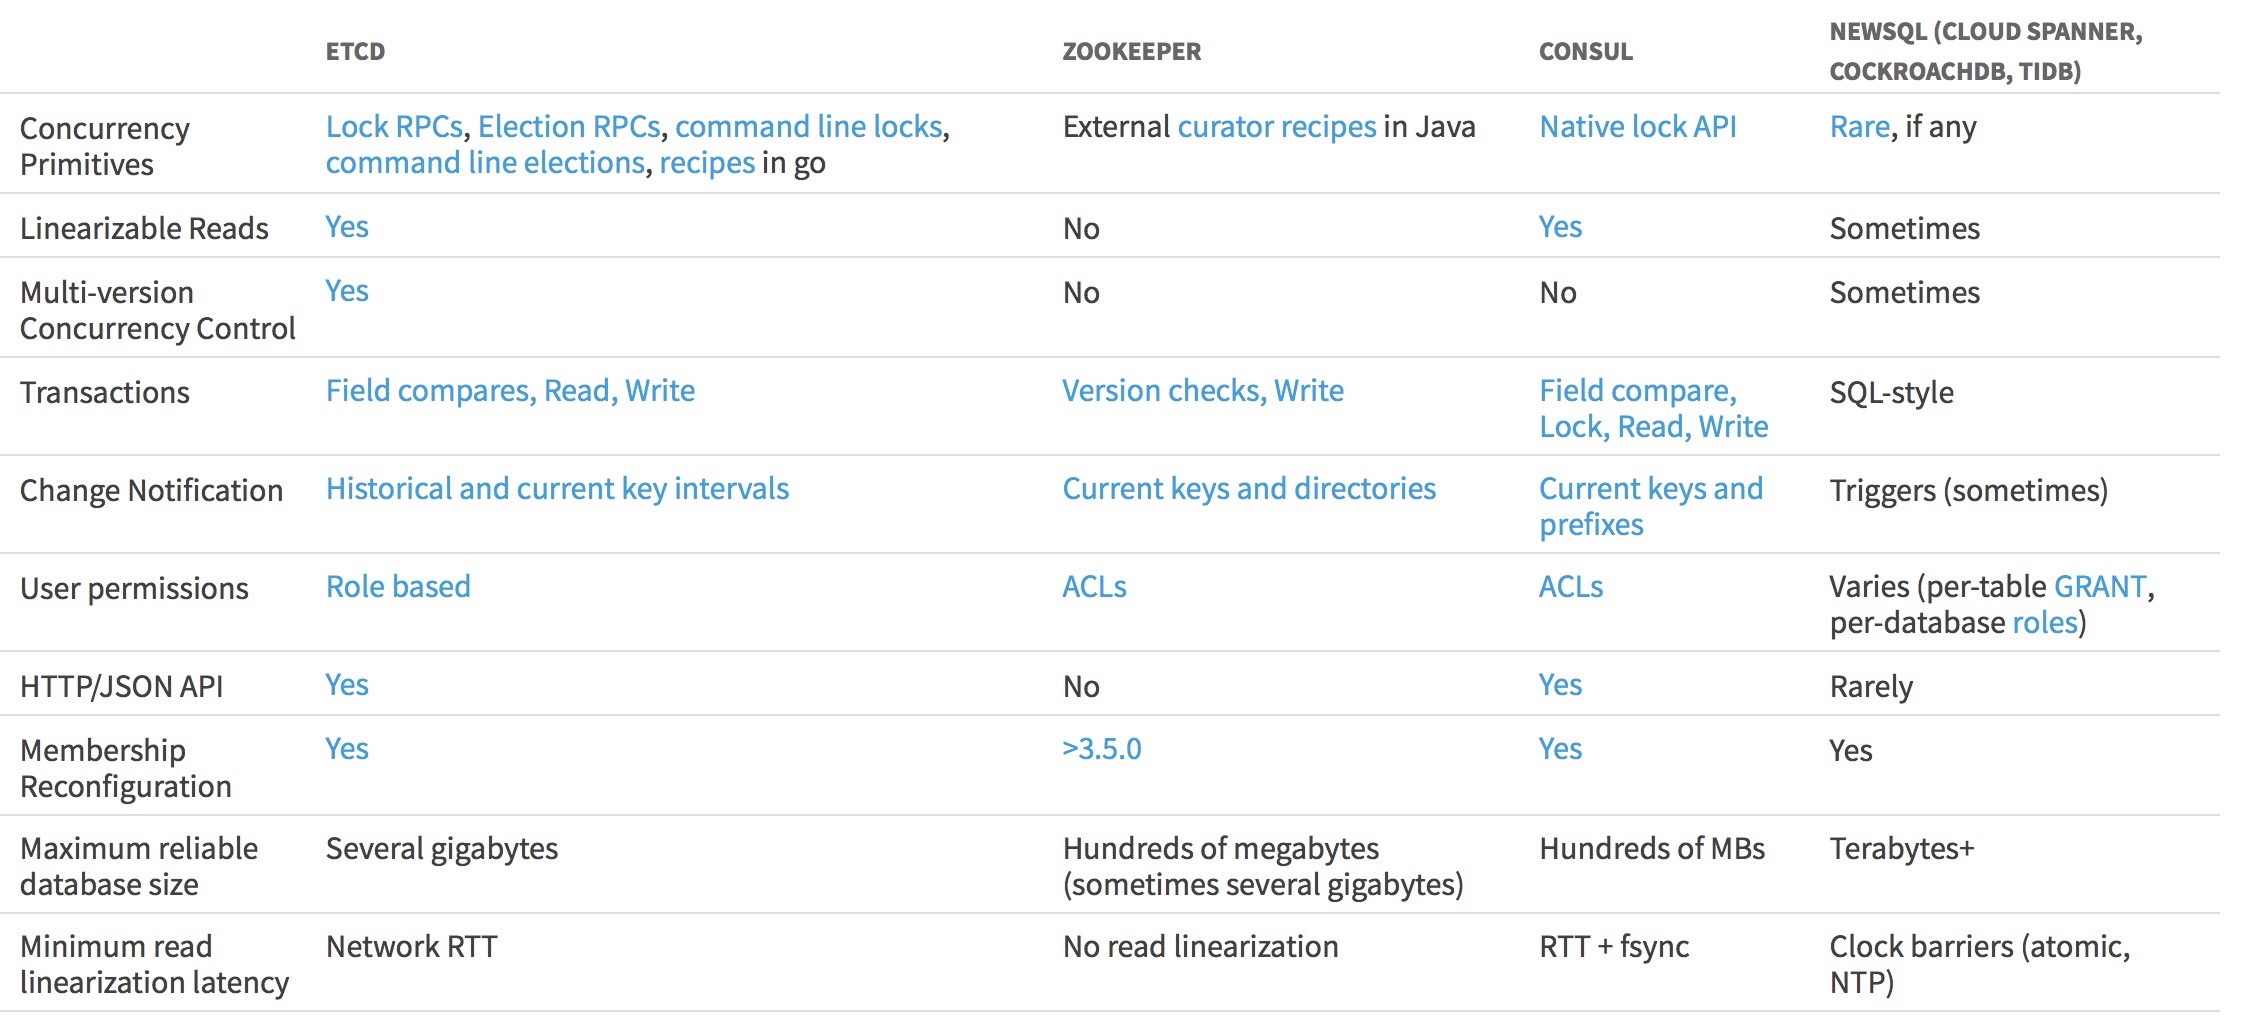 ETCD ZOOKEEPER CONSUL NEWSQL (CLOUD SPANNER,
COCKROACHDB, TIDB)
Concurrency Lock RPCs, Election RPCs, command line locks, External curator recipes in Java Native lock API Rare, if any
Primitives command line elections, recipes in go
Linearizable Reads Yes No Yes Sometimes
Multi-version Yes No No Sometimes
Concurrency Control
Transactions Field compares, Read, Write Version checks, Write Field compare, SQL-style
Lock, Read, Write
Change Notification Historical and current key intervals Current keys and directories Current keys and Triggers (sometimes)
prefixes
User permissions Role based ACLs ACLs Varies (per-table GRANT,
per-database roles)
HTTP/JSON API Yes No Yes Rarely
Membership Yes >3.5.0 Yes Yes
Reconfiguration
Maximum reliable Several gigabytes Hundreds of megabytes Hundreds of MBs Terabytes+
database size (sometimes several gigabytes)
Minimum read Network RTT No read linearization RTT + fsync Clock barriers (atomic,
linearization latency NTP)